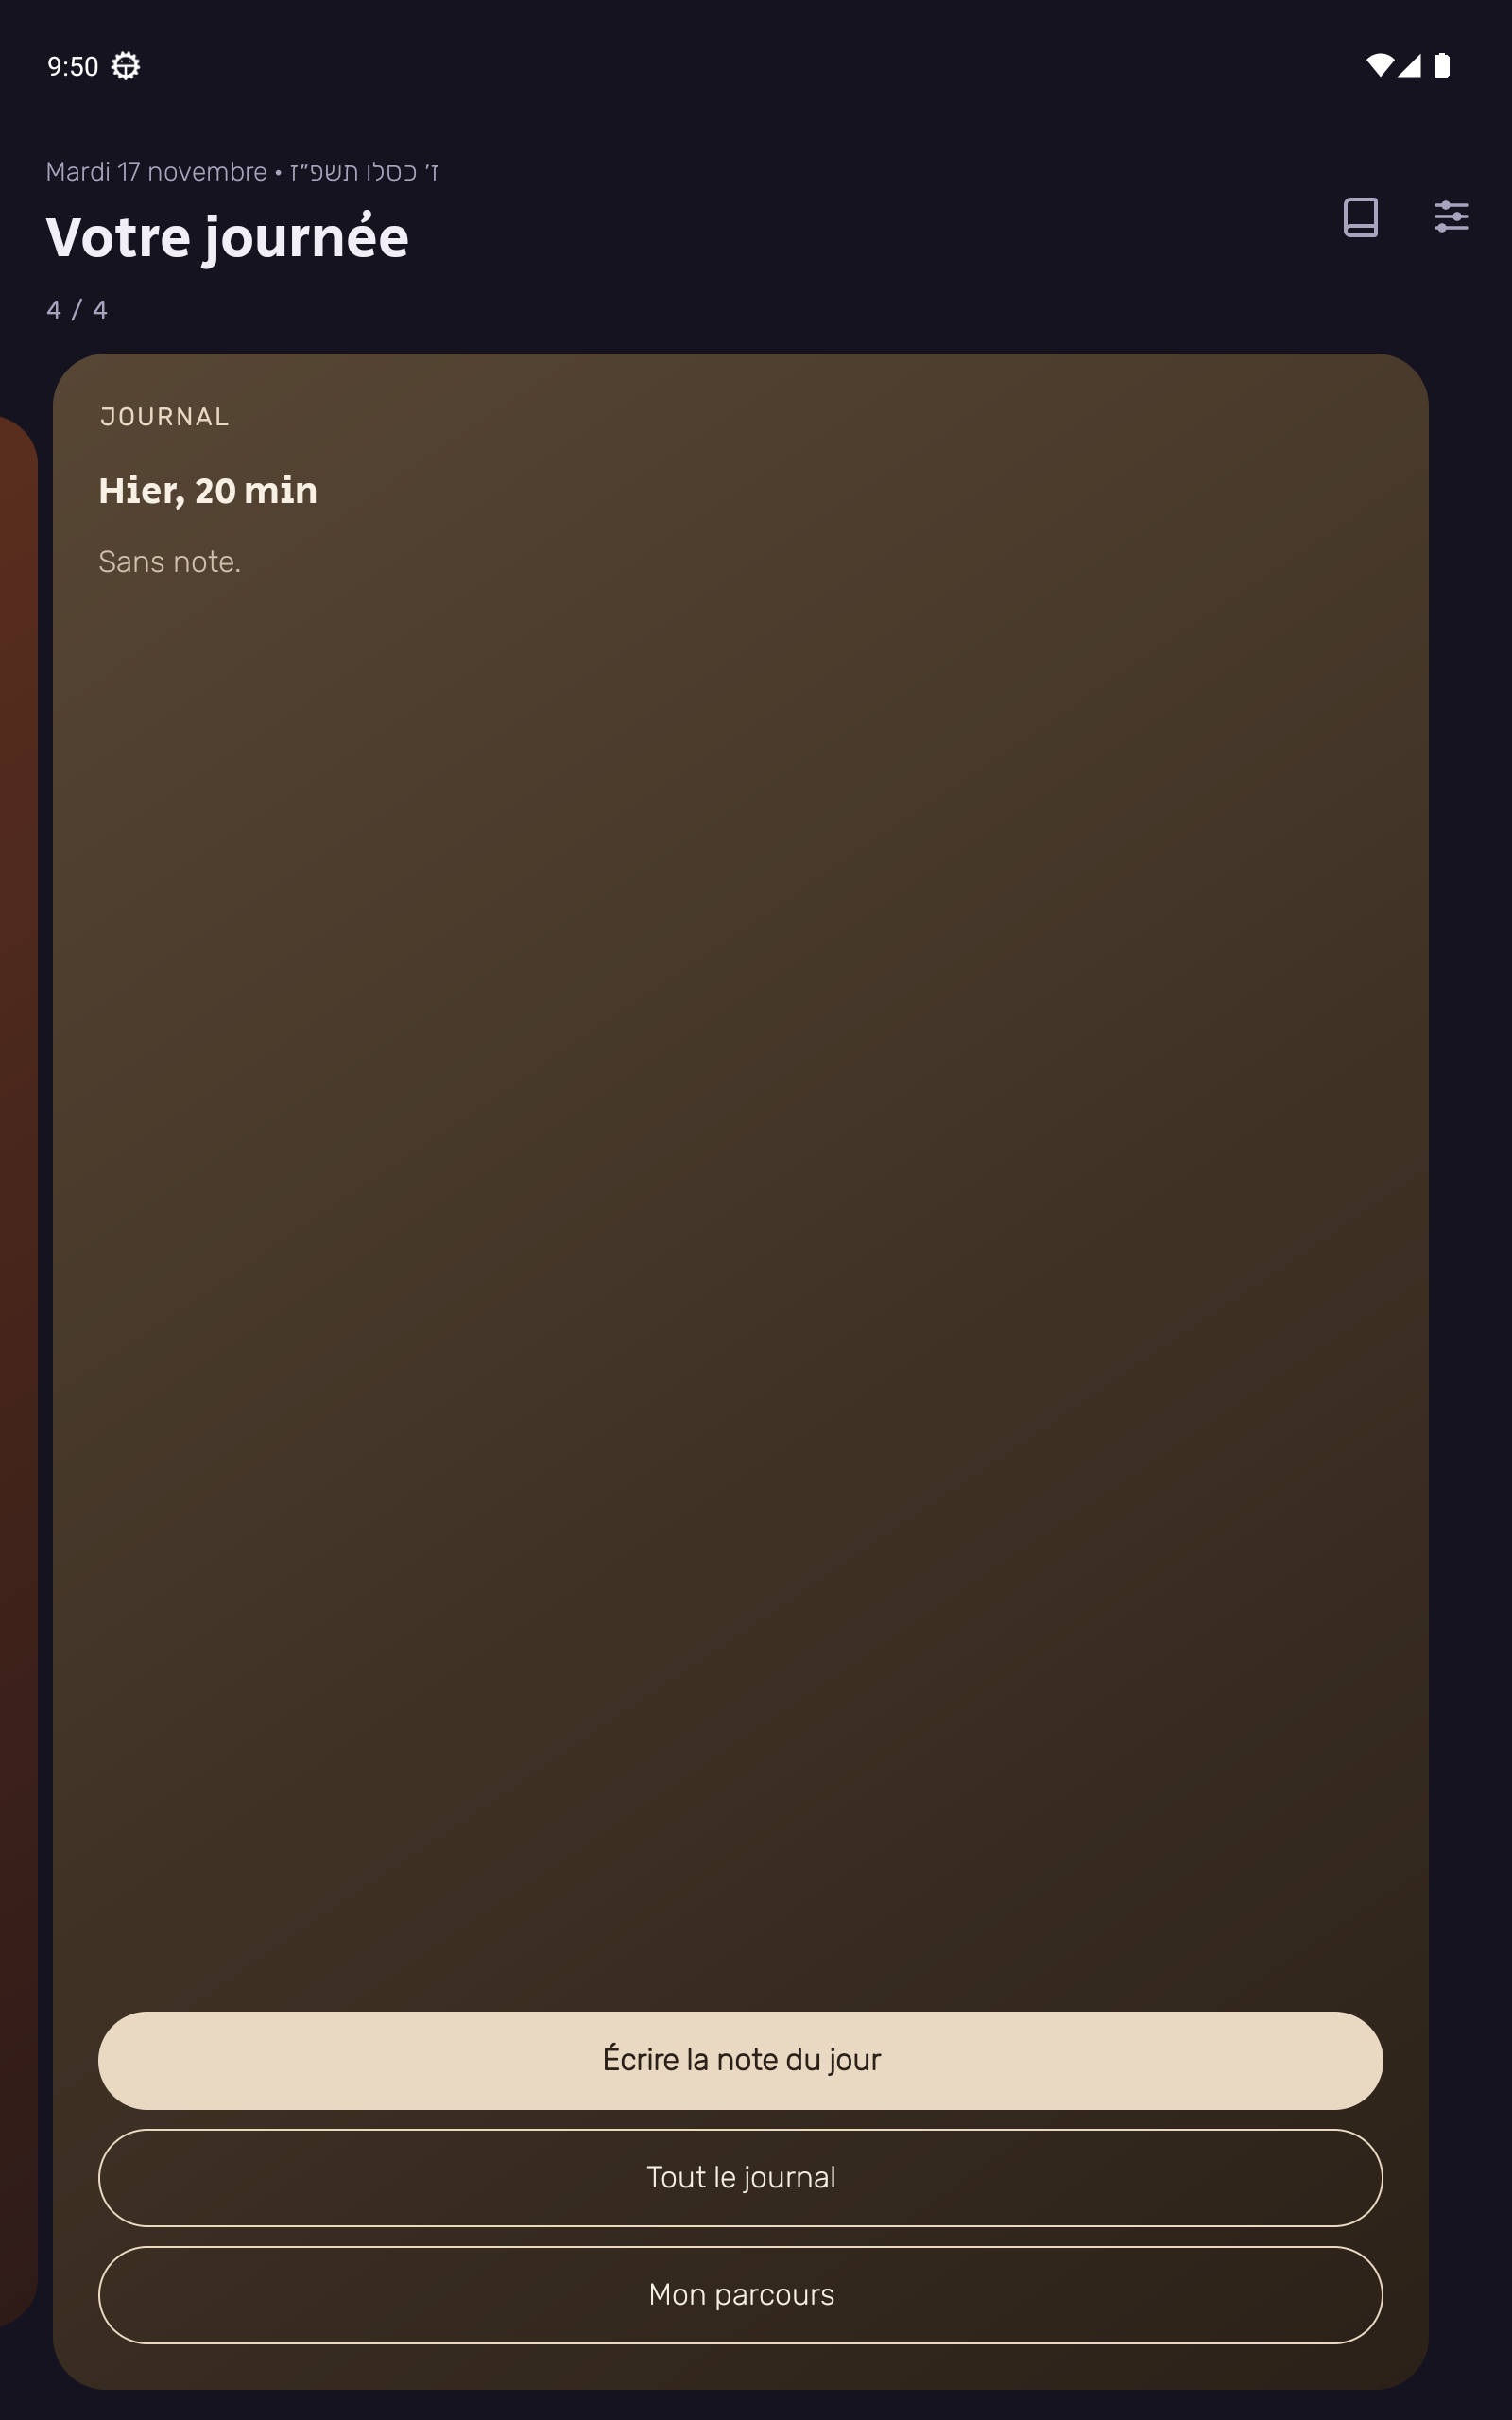 9:50
Mardi 17 novembre • ז׳ כסלו תשפ״ז
Votre journée
4 / 4
JOURNAL
Hier, 20 min
Sans note.
Écrire la note du jour
Tout le journal
Mon parcours